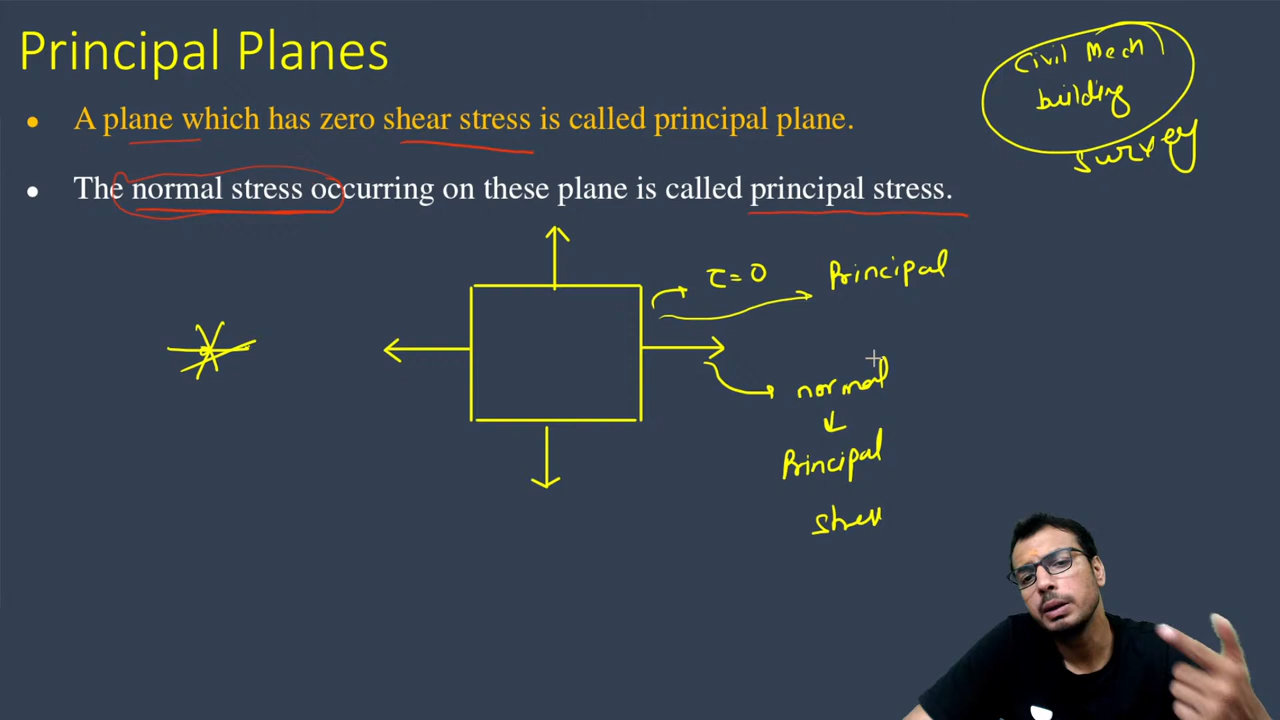 Principal Planes
Civil Mech
building
survey
• A plane which has zero shear stress is called principal plane.
• The normal stress occurring on these plane is called principal stress.
τ = 0
Principal
normal
Principal
stress